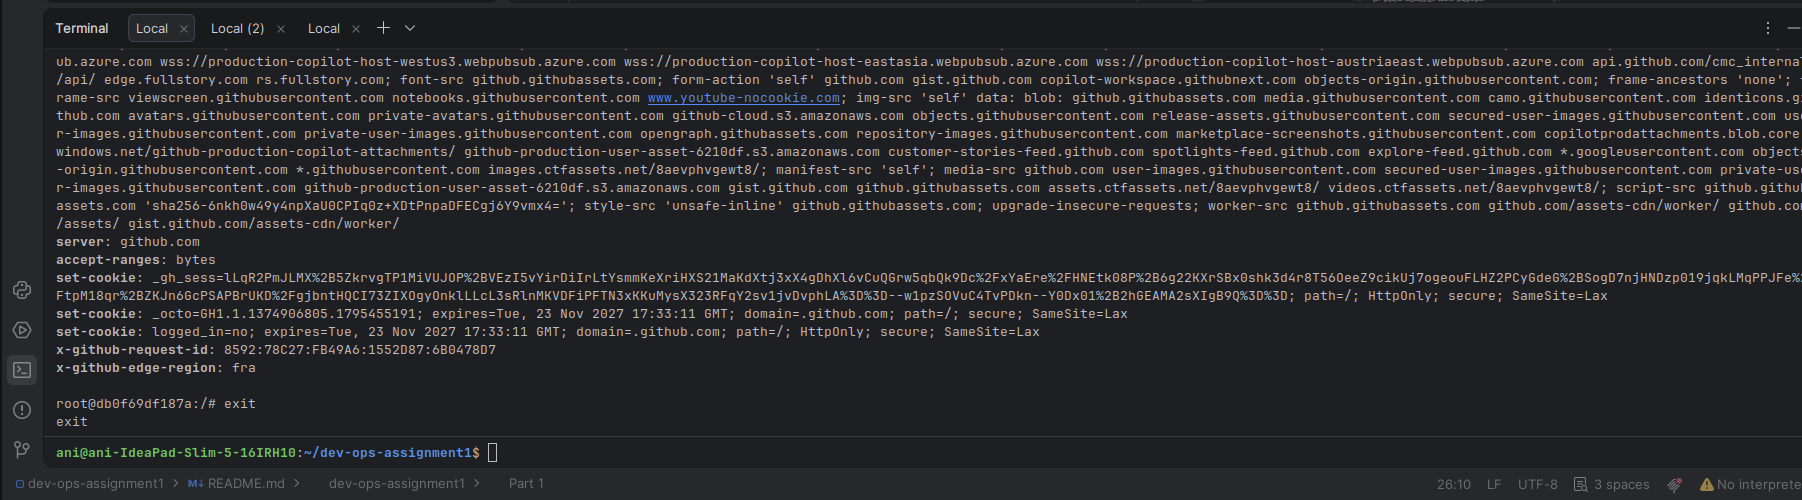 Terminal Local × Local (2) × Local ×
ub.azure.com wss://production-copilot-host-westus3.webpubsub.azure.com wss://production-copilot-host-eastasia.webpubsub.azure.com wss://production-copilot-host-austriaeast.webpubsub.azure.com api.github.com/cmc_internal
/api/ edge.fullstory.com rs.fullstory.com; font-src github.githubassets.com; form-action 'self' github.com gist.github.com copilot-workspace.githubnext.com objects-origin.githubusercontent.com; frame-ancestors 'none';
rame-src viewscreen.githubusercontent.com notebooks.githubusercontent.com www.youtube-nocookie.com; img-src 'self' data: blob: github.githubassets.com media.githubusercontent.com camo.githubusercontent.com identicons.gi
thub.com avatars.githubusercontent.com private-avatars.githubusercontent.com github-cloud.s3.amazonaws.com objects.githubusercontent.com release-assets.githubusercontent.com secured-user-images.githubusercontent.com use
r-images.githubusercontent.com private-user-images.githubusercontent.com opengraph.githubassets.com repository-images.githubusercontent.com marketplace-screenshots.githubusercontent.com copilotprodattachments.blob.core
windows.net/github-production-copilot-attachments/ github-production-user-asset-6210df.s3.amazonaws.com customer-stories-feed.github.com spotlights-feed.github.com explore-feed.github.com *.googleusercontent.com objects
-origin.githubusercontent.com *.githubusercontent.com images.ctfassets.net/8aevphvgewt8/; manifest-src 'self'; media-src github.com user-images.githubusercontent.com secured-user-images.githubusercontent.com private-use
r-images.githubusercontent.com github-production-user-asset-6210df.s3.amazonaws.com gist.github.com github.githubassets.com assets.ctfassets.net/8aevphvgewt8/ videos.ctfassets.net/8aevphvgewt8/; script-src github.githu
assets.com 'sha256-6nkh0w49y4npXaU0CPIq0z+XDtPnpaDFECgj6Y9vmx4='; style-src 'unsafe-inline' github.githubassets.com; upgrade-insecure-requests; worker-src github.githubassets.com github.com/assets-cdn/worker/ github.com
/assets/ gist.github.com/assets-cdn/worker/
server: github.com
accept-ranges: bytes
set-cookie: _gh_sess=lLqR2PmJLMX%2B5ZkrvgTP1MiVUJOP%2BVEzI5vYirDiIrLtYsmmKeXriHXS21MaKdXtj3xX4gDhXl6vCuQGrw5qbQk9Dc%2FxYaEre%2FHNEtk08P%2B6g22KXrSBx0shk3d4r8T56OeeZ9cikUj7ogeouFLHZ2PCyGdeG%2BSogD7njHNDzp019jqkLMqPPJFe%
FtpM18qr%2BZKJn6GcPSAPBrUKD%2FgjbntHQCI73ZIXOgyOnklLLcL3sRlnMKVDFiPFTN3xKKuMysX323RFqY2sv1jvDvphLA%3D%3D--w1pzSOVuC4TvPDkn--Y0Dx01%2B2hGEAMA2sXIgB9Q%3D%3D; path=/; HttpOnly; secure; SameSite=Lax
set-cookie: _octo=GH1.1.1374906805.1795455191; expires=Tue, 23 Nov 2027 17:33:11 GMT; domain=.github.com; path=/; secure; SameSite=Lax
set-cookie: logged_in=no; expires=Tue, 23 Nov 2027 17:33:11 GMT; domain=.github.com; path=/; HttpOnly; secure; SameSite=Lax
x-github-request-id: 8592:78C27:FB49A6:1552D87:6B0478D7
x-github-edge-region: fra
root@db0f69df187a:/# exit
exit
ani@ani-IdeaPad-Slim-5-16IRH10:~/dev-ops-assignment1$
dev-ops-assignment1 > README.md > dev-ops-assignment1 > Part 1 26:10 LF UTF-8 3 spaces No interprete